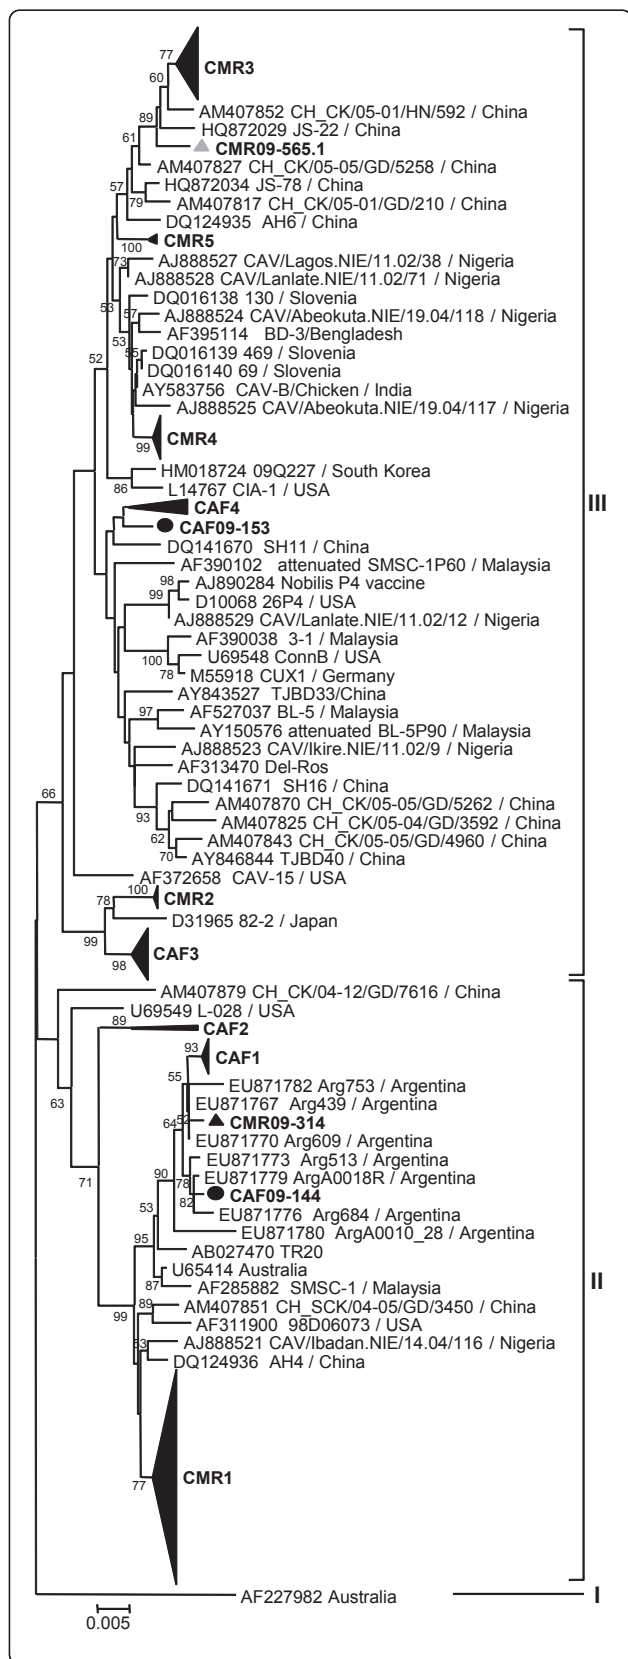 77
CMR3
60
AM407852 CH_CK/05-01/HN/592 / China
89
HQ872029 JS-22 / China
CMR09-565.1
61
AM407827 CH_CK/05-05/GD/5258 / China
57
HQ872034 JS-78 / China
79
AM407817 CH_CK/05-01/GD/210 / China
DQ124935 AH6 / China
CMR5
100
73
AJ888527 CAV/Lagos.NIE/11.02/38 / Nigeria
AJ888528 CAV/Lanlate.NIE/11.02/71 / Nigeria
53
DQ016138 130 / Slovenia
57
AJ888524 CAV/Abeokuta.NIE/19.04/118 / Nigeria
AF395114 BD-3/Bangladesh
53
DQ016139 469 / Slovenia
52
DQ016140 69 / Slovenia
AY583756 CAV-B/Chicken / India
AJ888525 CAV/Abeokuta.NIE/19.04/117 / Nigeria
CMR4
99
HM018724 09Q227 / South Korea
86
L14767 CIA-1 / USA
III
CAF4
CAF09-153
DQ141670 SH11 / China
AF390102 attenuated SMSC-1P60 / Malaysia
98
AJ890284 Nobilis P4 vaccine
99
D10068 26P4 / USA
AJ888529 CAV/Lanlate.NIE/11.02/12 / Nigeria
AF390038 3-1 / Malaysia
100
U69548 ConnB / USA
78
M55918 CUX1 / Germany
AY843527 TJBD33/China
97
AF527037 BL-5 / Malaysia
AY150576 attenuated BL-5P90 / Malaysia
AJ888523 CAV/Ikire.NIE/11.02/9 / Nigeria
AF313470 Del-Ros
DQ141671 SH16 / China
66
AM407870 CH_CK/05-05/GD/5262 / China
93
AM407825 CH_CK/05-04/GD/3592 / China
62
AM407843 CH_CK/05-05/GD/4960 / China
70
AY846844 TJBD40 / China
AF372658 CAV-15 / USA
100
CMR2
78
D31965 82-2 / Japan
99
CAF3
98
AM407879 CH_CK/04-12/GD/7616 / China
U69549 L-028 / USA
89
CAF2
93
CAF1
55
EU871782 Arg753 / Argentina
63
EU871767 Arg439 / Argentina
52
CMR09-314
64
EU871770 Arg609 / Argentina
EU871773 Arg513 / Argentina
71
90
78
EU871779 ArgA0018R / Argentina
CAF09-144
82
EU871776 Arg684 / Argentina
53
EU871780 ArgA0010_28 / Argentina
95
AB027470 TR20
U65414 Australia
87
AF285882 SMSC-1 / Malaysia
II
89
AM407851 CH_SCK/04-05/GD/3450 / China
99
AF311900 98D06073 / USA
AJ888521 CAV/Ibadan.NIE/14.04/116 / Nigeria
DQ124936 AH4 / China
CMR1
77
AF227982 Australia
I
0.005